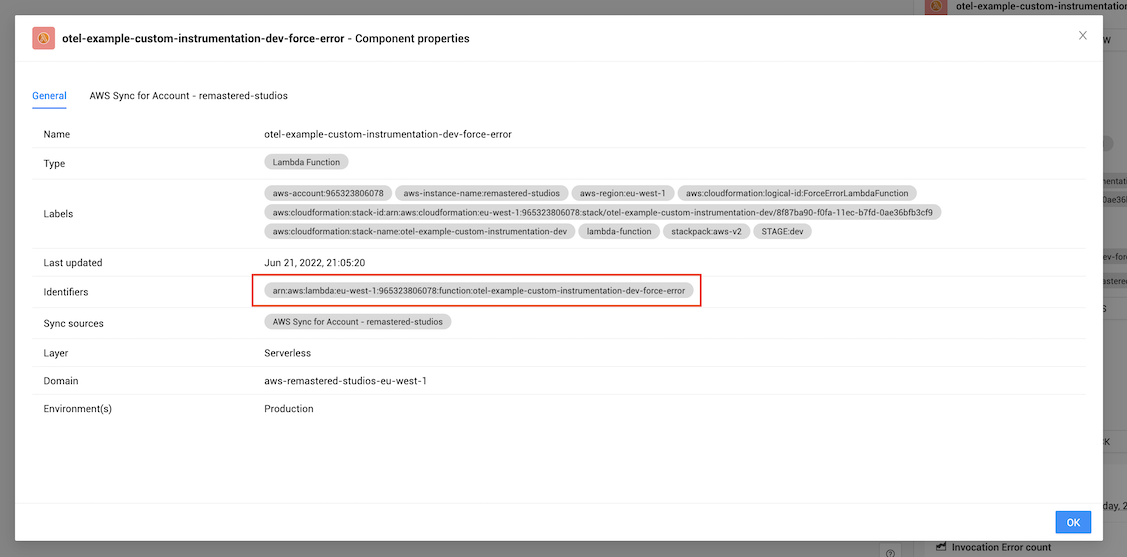 otel-example-custom-instrumentation
otel-example-custom-instrumentation-dev-force-error - Component properties
General AWS Sync for Account - remastered-studios
Name otel-example-custom-instrumentation-dev-force-error
Type Lambda Function
Labels
aws-account:965323806078 aws-instance-name:remastered-studios aws-region:eu-west-1 aws:cloudformation:logical-id:ForceErrorLambdaFunction
aws:cloudformation:stack-id:arn:aws:cloudformation:eu-west-1:965323806078:stack/otel-example-custom-instrumentation-dev/8f87ba90-f0fa-11ec-b7fd-0ae36bfb3cf9
aws:cloudformation:stack-name:otel-example-custom-instrumentation-dev lambda-function stackpack:aws-v2 STAGE:dev
Last updated Jun 21, 2022, 21:05:20
Identifiers arn:aws:lambda:eu-west-1:965323806078:function:otel-example-custom-instrumentation-dev-force-error
Sync sources AWS Sync for Account - remastered-studios
Layer Serverless
Domain aws-remastered-studios-eu-west-1
Environment(s) Production
OK
Invocation Error count